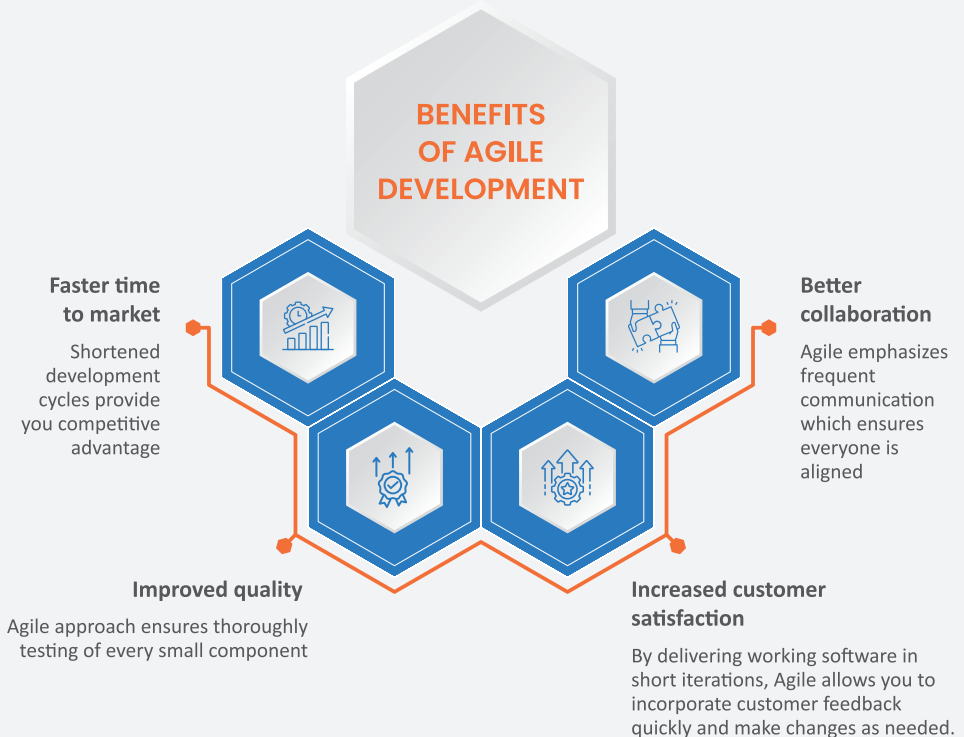 BENEFITS
OF AGILE
DEVELOPMENT
Faster time
to market
Shortened
development
cycles provide
you competitive
advantage
Better
collaboration
Agile emphasizes
frequent
communication
which ensures
everyone is
aligned
Improved quality
Agile approach ensures thoroughly
testing of every small component
Increased customer
satisfaction
By delivering working software in
short iterations, Agile allows you to
incorporate customer feedback
quickly and make changes as needed.